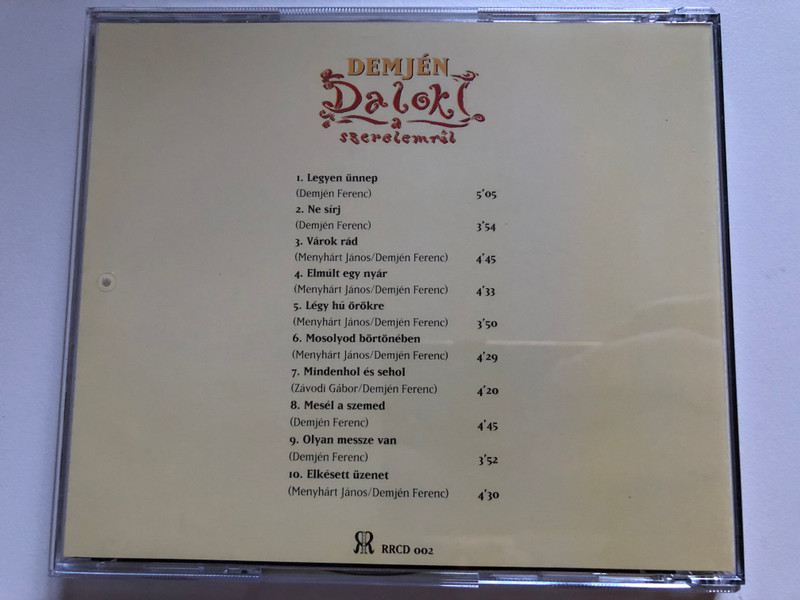 DEMJÉN
Dalok
a
szerelemről
1. Legyen ünnep
(Demjén Ferenc) 5'05
2. Ne sírj
(Demjén Ferenc) 3'54
3. Várok rád
(Menyhárt János/Demjén Ferenc) 4'45
4. Elmúlt egy nyár
(Menyhárt János/Demjén Ferenc) 4'33
5. Légy hű örökre
(Menyhárt János/Demjén Ferenc) 3'50
6. Mosolyod börtönében
(Menyhárt János/Demjén Ferenc) 4'29
7. Mindenhol és sehol
(Závodi Gábor/Demjén Ferenc) 4'20
8. Mesél a szemed
(Demjén Ferenc) 4'45
9. Olyan messze van
(Demjén Ferenc) 3'52
10. Elkésett üzenet
(Menyhárt János/Demjén Ferenc) 4'30
RR RRCD 002